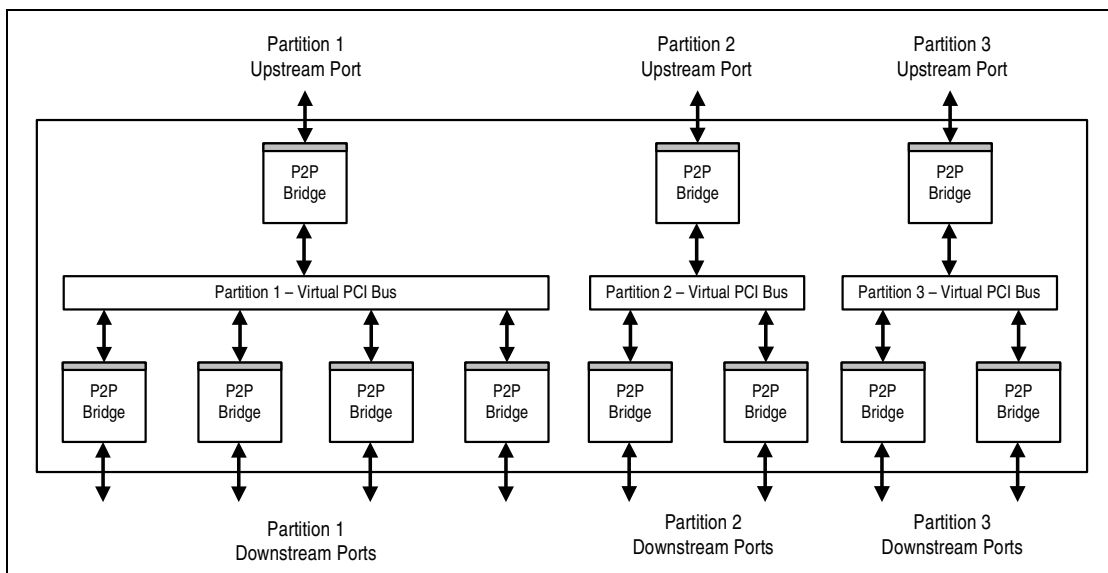 Partition 1
Upstream Port
Partition 2
Upstream Port
Partition 3
Upstream Port
P2P
Bridge
P2P
Bridge
P2P
Bridge
Partition 1 – Virtual PCI Bus
Partition 2 – Virtual PCI Bus
Partition 3 – Virtual PCI Bus
P2P
Bridge
P2P
Bridge
P2P
Bridge
P2P
Bridge
P2P
Bridge
P2P
Bridge
P2P
Bridge
P2P
Bridge
Partition 1
Downstream Ports
Partition 2
Downstream Ports
Partition 3
Downstream Ports